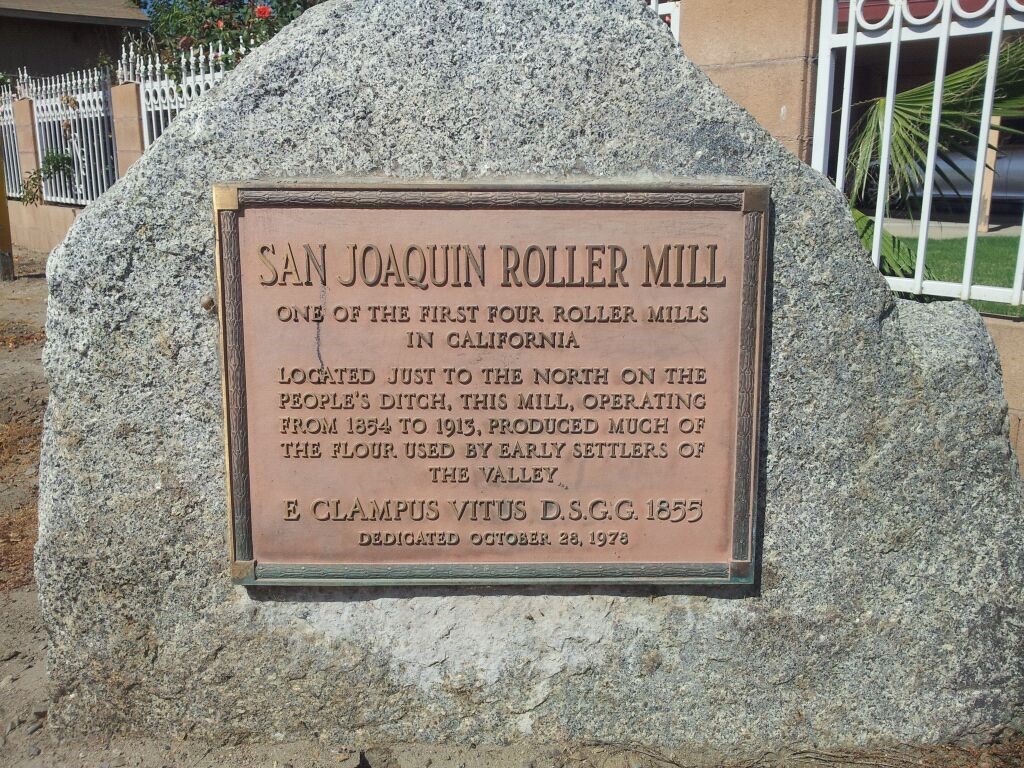 SAN JOAQUIN ROLLER MILL
ONE OF THE FIRST FOUR ROLLER MILLS
IN CALIFORNIA
LOCATED JUST TO THE NORTH ON THE
PEOPLE'S DITCH, THIS MILL, OPERATING
FROM 1854 TO 1913, PRODUCED MUCH OF
THE FLOUR USED BY EARLY SETTLERS OF
THE VALLEY
E CLAMPUS VITUS D.S.G.G. 1855
DEDICATED OCTOBER 28, 1978